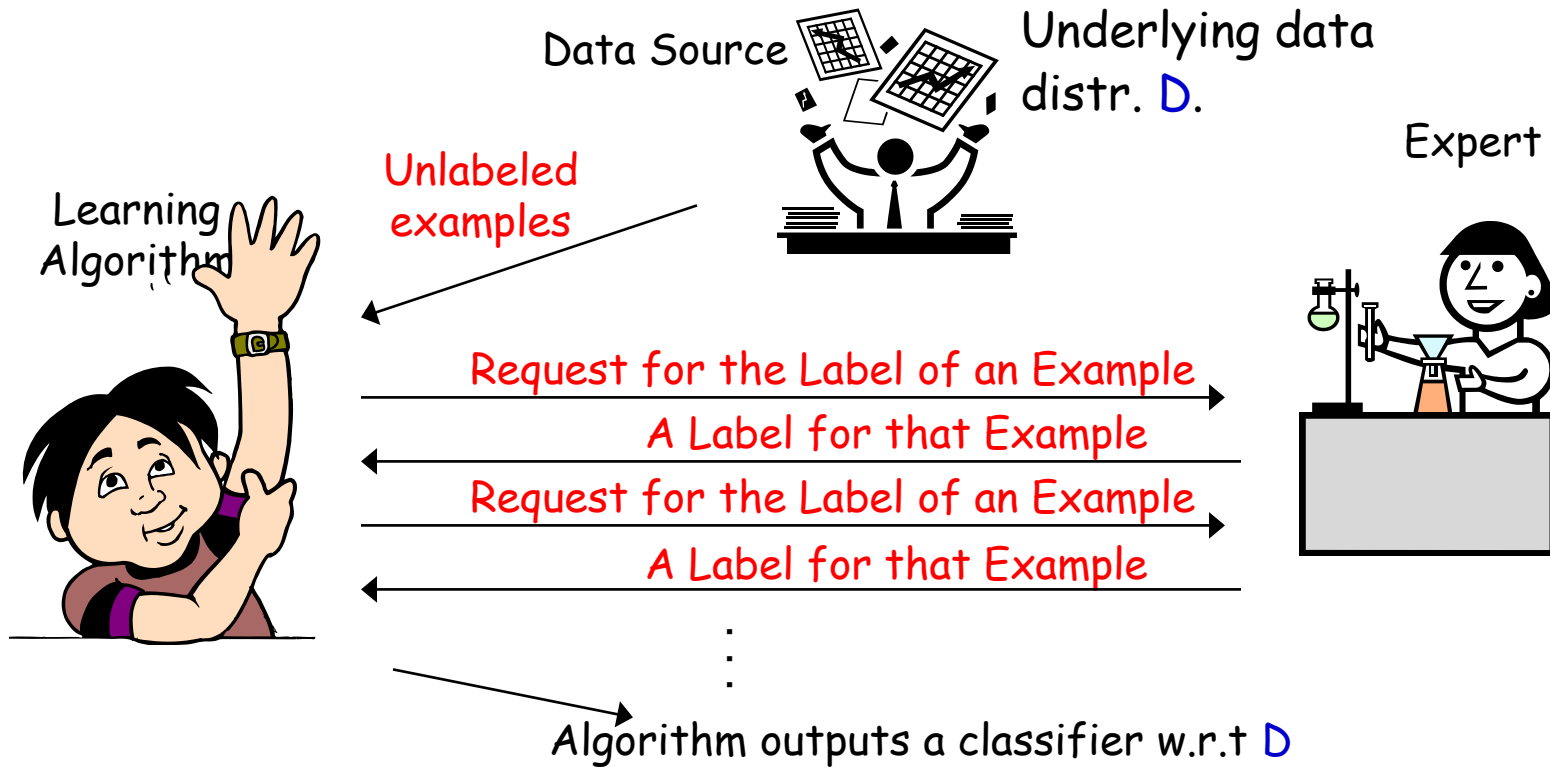 Data Source
Underlying data
distr. D.
Expert
Unlabeled
examples
Learning
Algorithm
Request for the Label of an Example
A Label for that Example
Request for the Label of an Example
A Label for that Example
Algorithm outputs a classifier w.r.t D